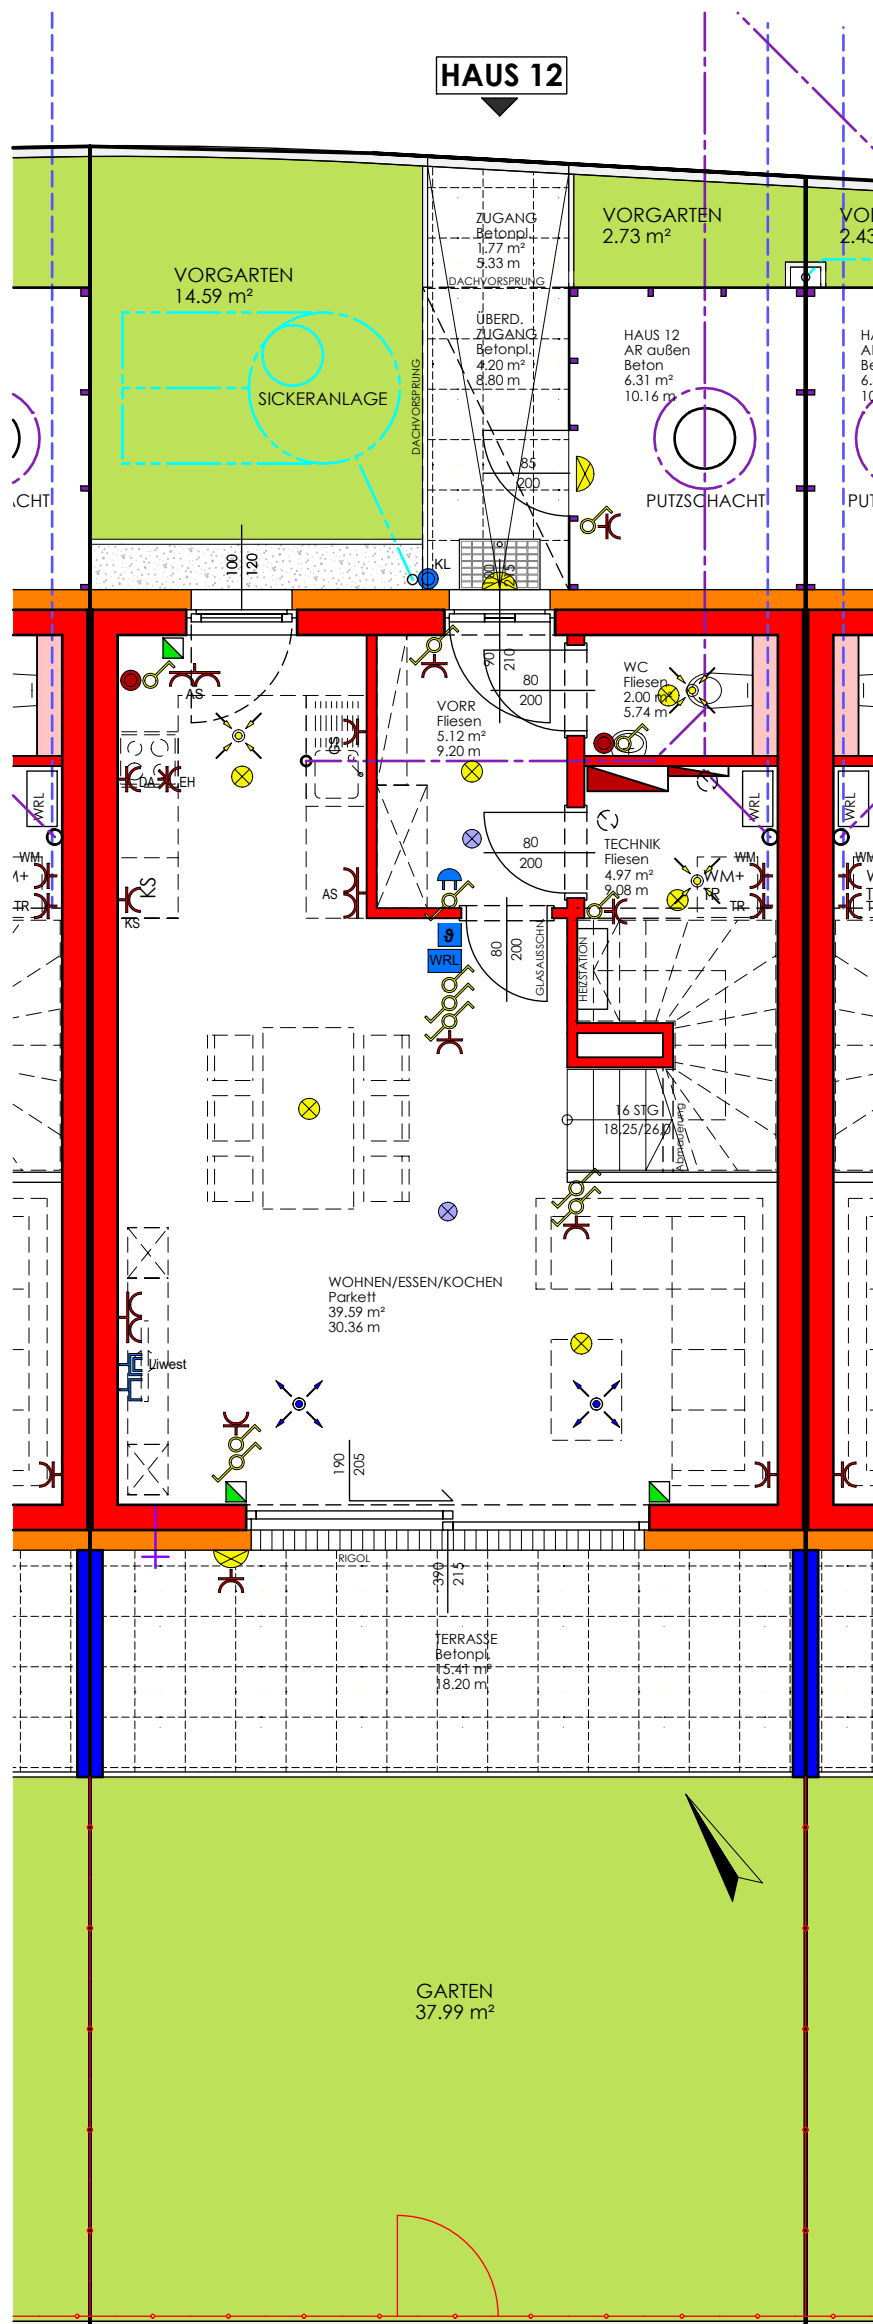 HAUS 12
ZUGANG
Betonpl.
1.77 m²
5.33 m
VORGARTEN
2.73 m²
VORGARTEN
14.59 m²
DACHVORSPRUNG
ÜBERD.
ZUGANG
Betonpl.
4.20 m²
8.80 m
HAUS 12
AR außen
Beton
6.31 m²
10.16 m
DACHVORSPRUNG
SICKERANLAGE
85
200
PUTZSCHACHT
100
120
KL
AS
GS
90
210
80
200
WC
Fliesen
2.00 m²
5.74 m
VORR
Fliesen
5.12 m²
9.20 m
DA
EH
WRL
WRL
WRL
80
200
TECHNIK
Fliesen
4.97 m²
9.08 m
WM
WM+
TR
TR
WM
TR
KS
KS
AS
ϑ
WRL
80
200
GLASAUSSCHN.
HEIZSTATION
16 STG
18.25/26.0
Abmauerung
WOHNEN/ESSEN/KOCHEN
Parkett
39.59 m²
30.36 m
Liwest
190
205
RIGOL
390
215
TERRASSE
Betonpl.
15.41 m²
18.20 m
GARTEN
37.99 m²